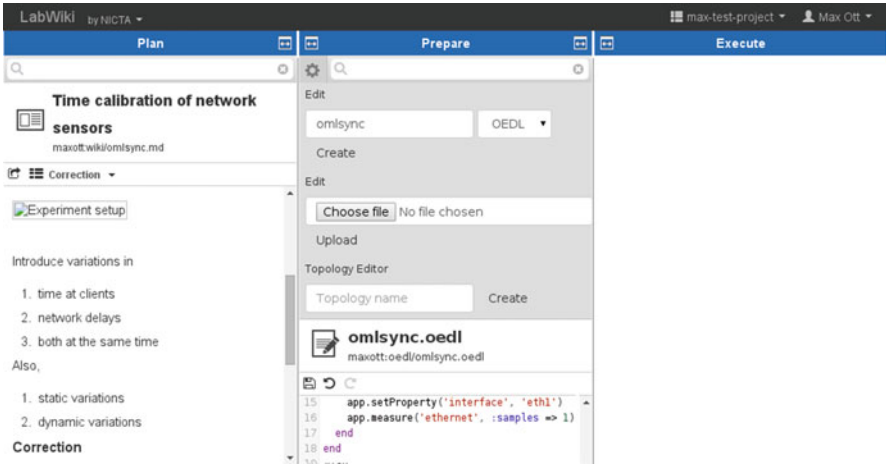 LabWiki by NICTA
max-test-project Max Ott
Plan
Prepare
Execute
Time calibration of network
sensors
maxott:wiki/omlsync.md
Correction
Experiment setup
Introduce variations in
1. time at clients
2. network delays
3. both at the same time
Also,
1. static variations
2. dynamic variations
Correction
Edit
omlsync OEDL
Create
Edit
Choose file No file chosen
Upload
Topology Editor
Topology name Create
omlsync.oedl
maxott:oedl/omlsync.oedl
15 app.setProperty('interface', 'eth1')
16 app.measure('ethernet', :samples => 1)
17 end
18 end